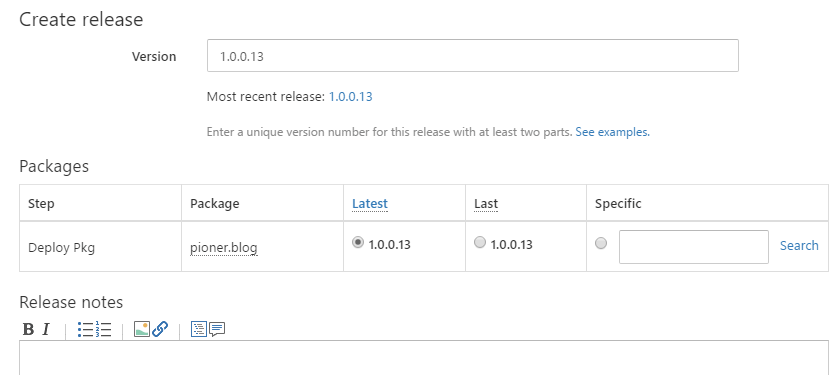 Create release
Version 1.0.0.13
Most recent release: 1.0.0.13
Enter a unique version number for this release with at least two parts. See examples.
Packages
Step Package Latest Last Specific
Deploy Pkg pioner.blog 1.0.0.13 1.0.0.13 Search
Release notes
B I